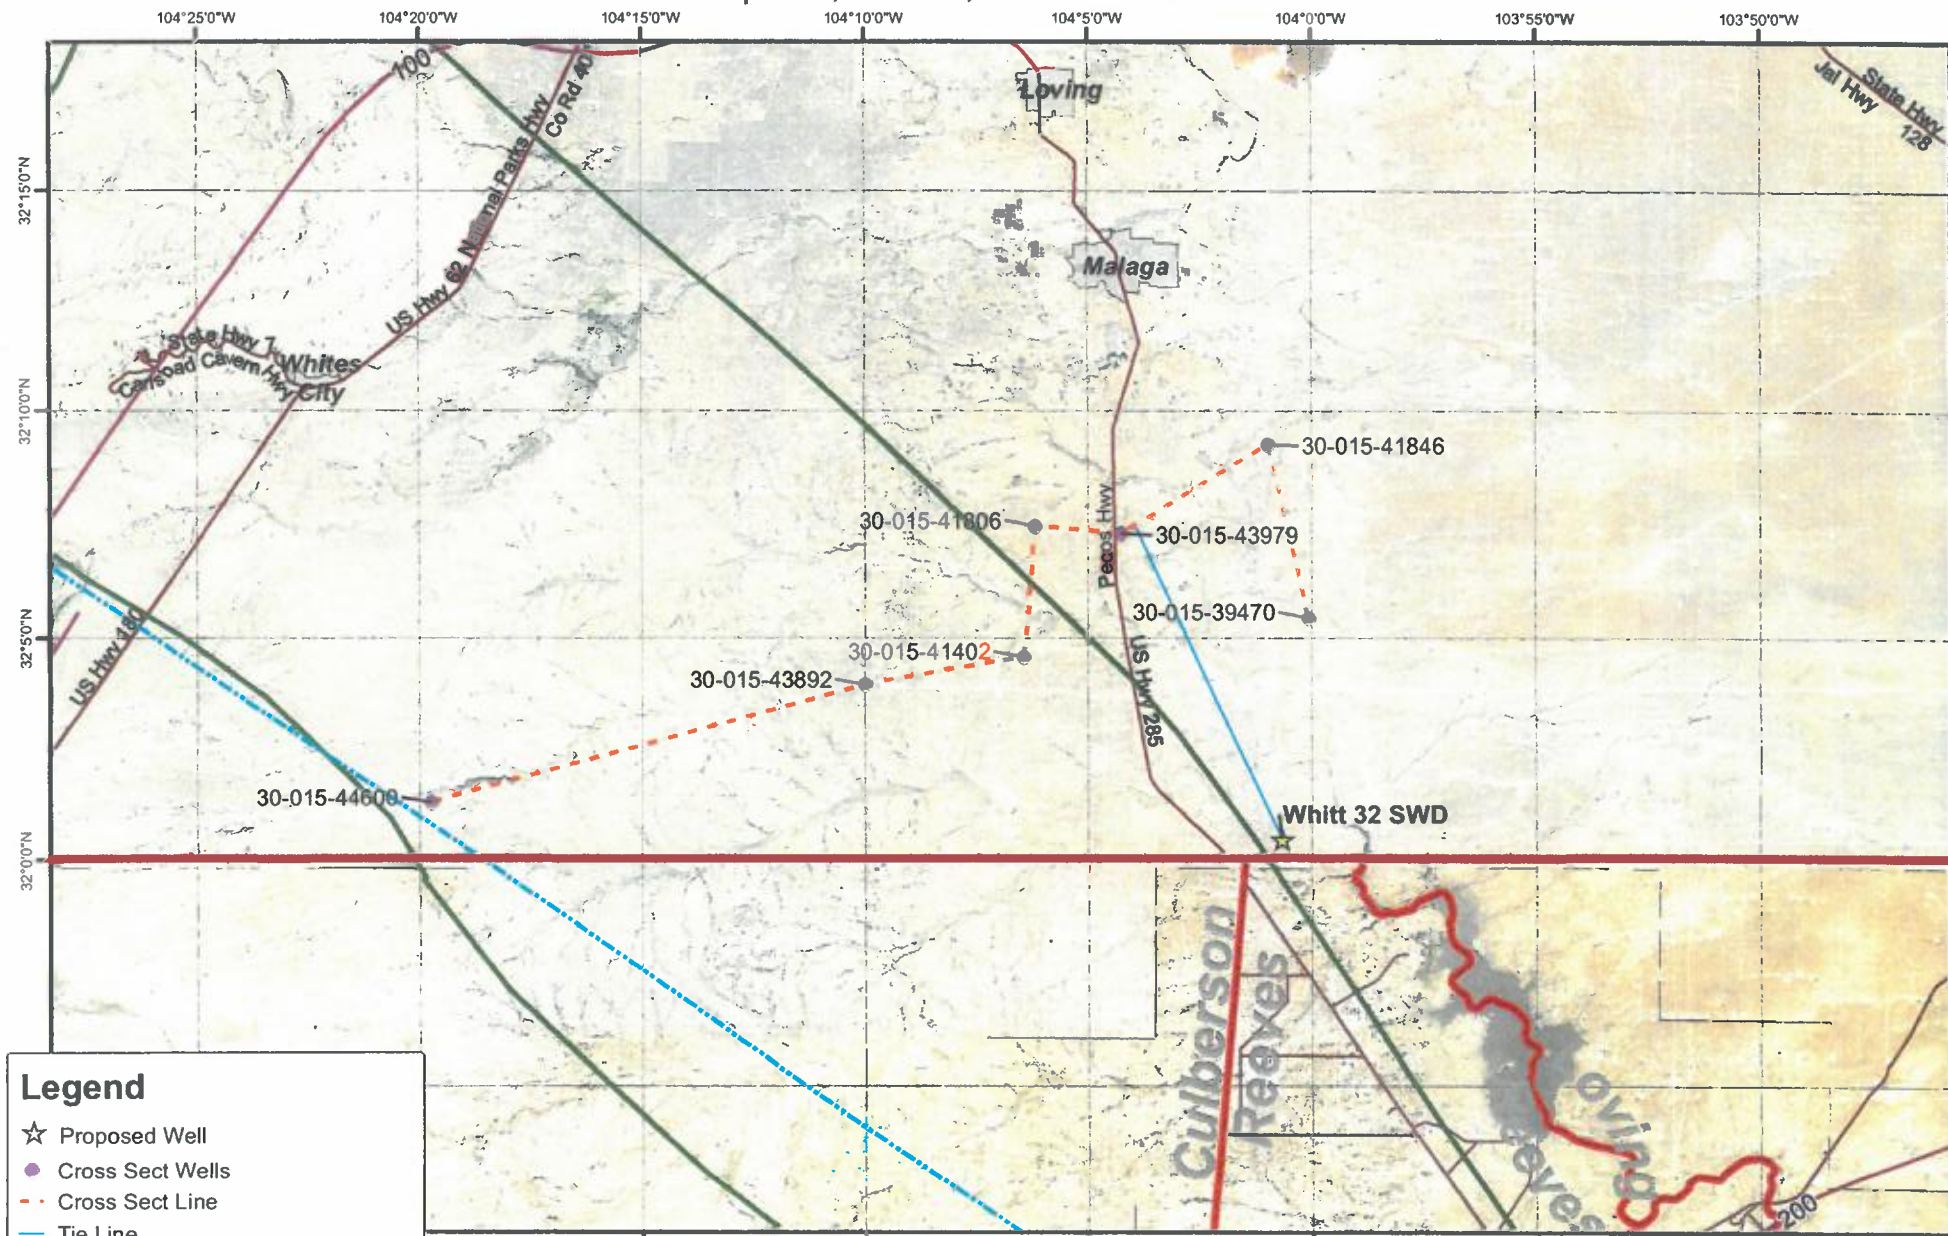 104°25'0"W
104°20'0"W
104°15'0"W
104°10'0"W
104°5'0"W
104°0'0"W
103°55'0"W
103°50'0"W
100
Co Rd 40
Loving
State Hwy
Jal Hwy
128
32°15'0"N
US Hwy 62 National Parks Hwy
Malaga
State Hwy 7
Carlsbad Cavern Hwy
Whites
City
32°10'0"N
30-015-41846
30-015-41806
Pecos Hwy
30-015-43979
30-015-39470
32°5'0"N
US Hwy 180
30-015-41402
30-015-43892
US Hwy 285
30-015-44600
Whitt 32 SWD
32°0'0"N
Culberson
Reeves
oving
eyes
200
Legend
Proposed Well
Cross Sect Wells
Cross Sect Line
Tie Line